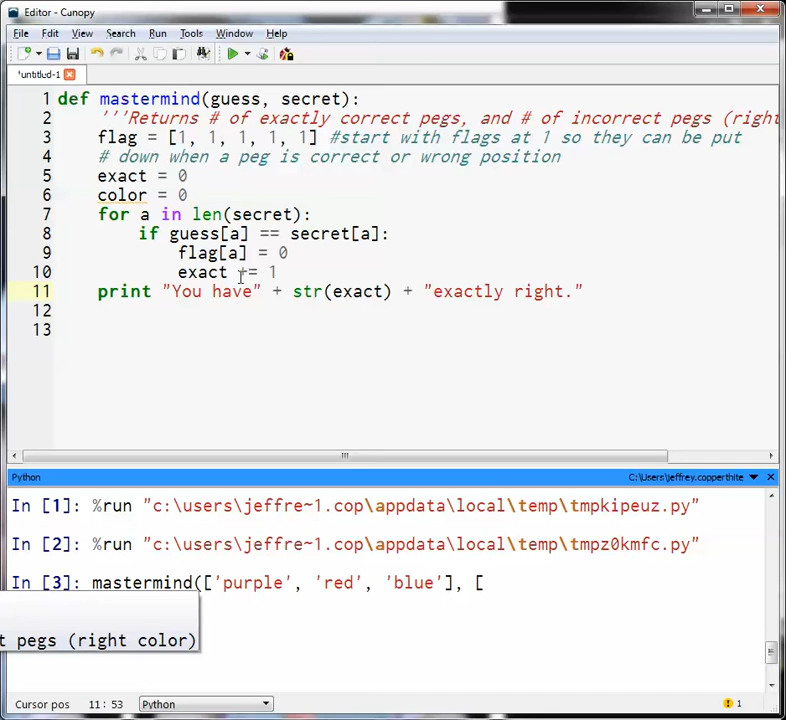 Editor - Cunopy
File Edit View Search Run Tools Window Help
*untitled-1
1 def mastermind(guess, secret):
2 '''Returns # of exactly correct pegs, and # of incorrect pegs (right
3 flag = [1, 1, 1, 1, 1] #start with flags at 1 so they can be put
4 # down when a peg is correct or wrong position
5 exact = 0
6 color = 0
7 for a in len(secret):
8 if guess[a] == secret[a]:
9 flag[a] = 0
10 exact += 1
11 print "You have" + str(exact) + "exactly right."
12
13
Python C:\Users\jeffrey.copperthite
In [1]: %run "c:\users\jeffre~1.cop\appdata\local\temp\tmpkipeuz.py"
In [2]: %run "c:\users\jeffre~1.cop\appdata\local\temp\tmpz0kmfc.py"
In [3]: mastermind(['purple', 'red', 'blue'], [
t pegs (right color)
Cursor pos 11: 53 Python 1